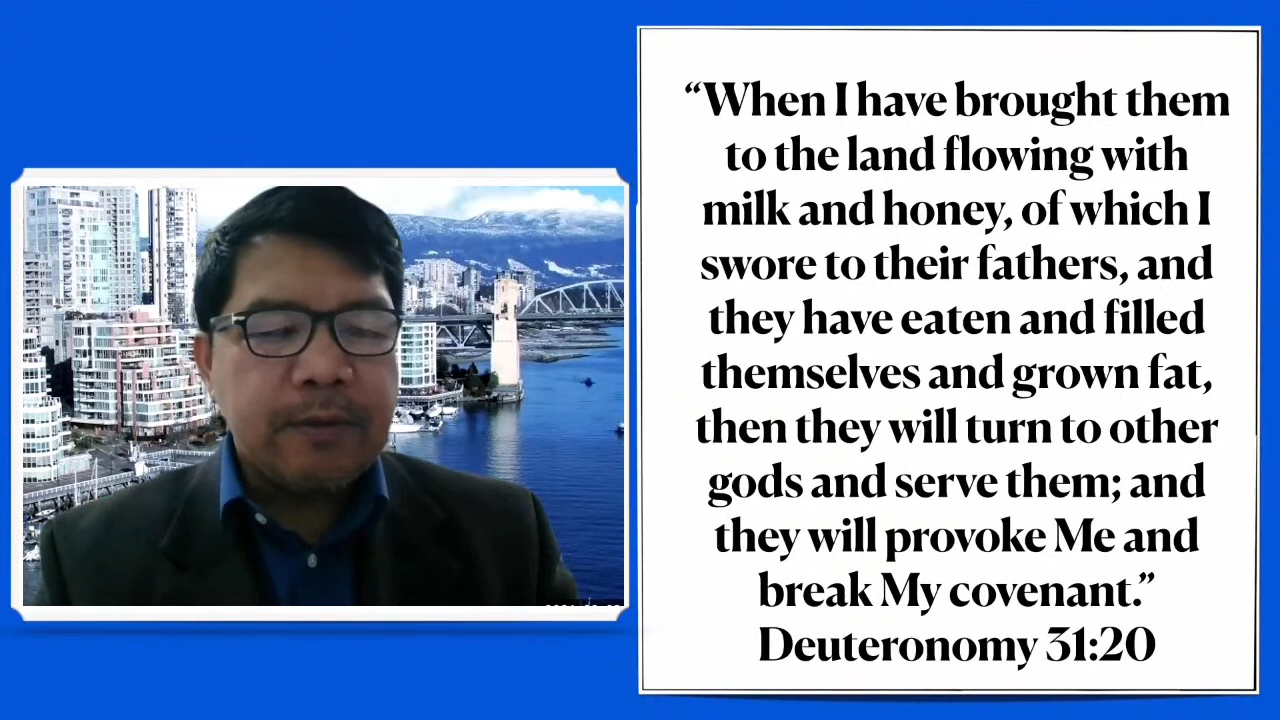 “When I have brought them
to the land flowing with
milk and honey, of which I
swore to their fathers, and
they have eaten and filled
themselves and grown fat,
then they will turn to other
gods and serve them; and
they will provoke Me and
break My covenant.”
Deuteronomy 31:20